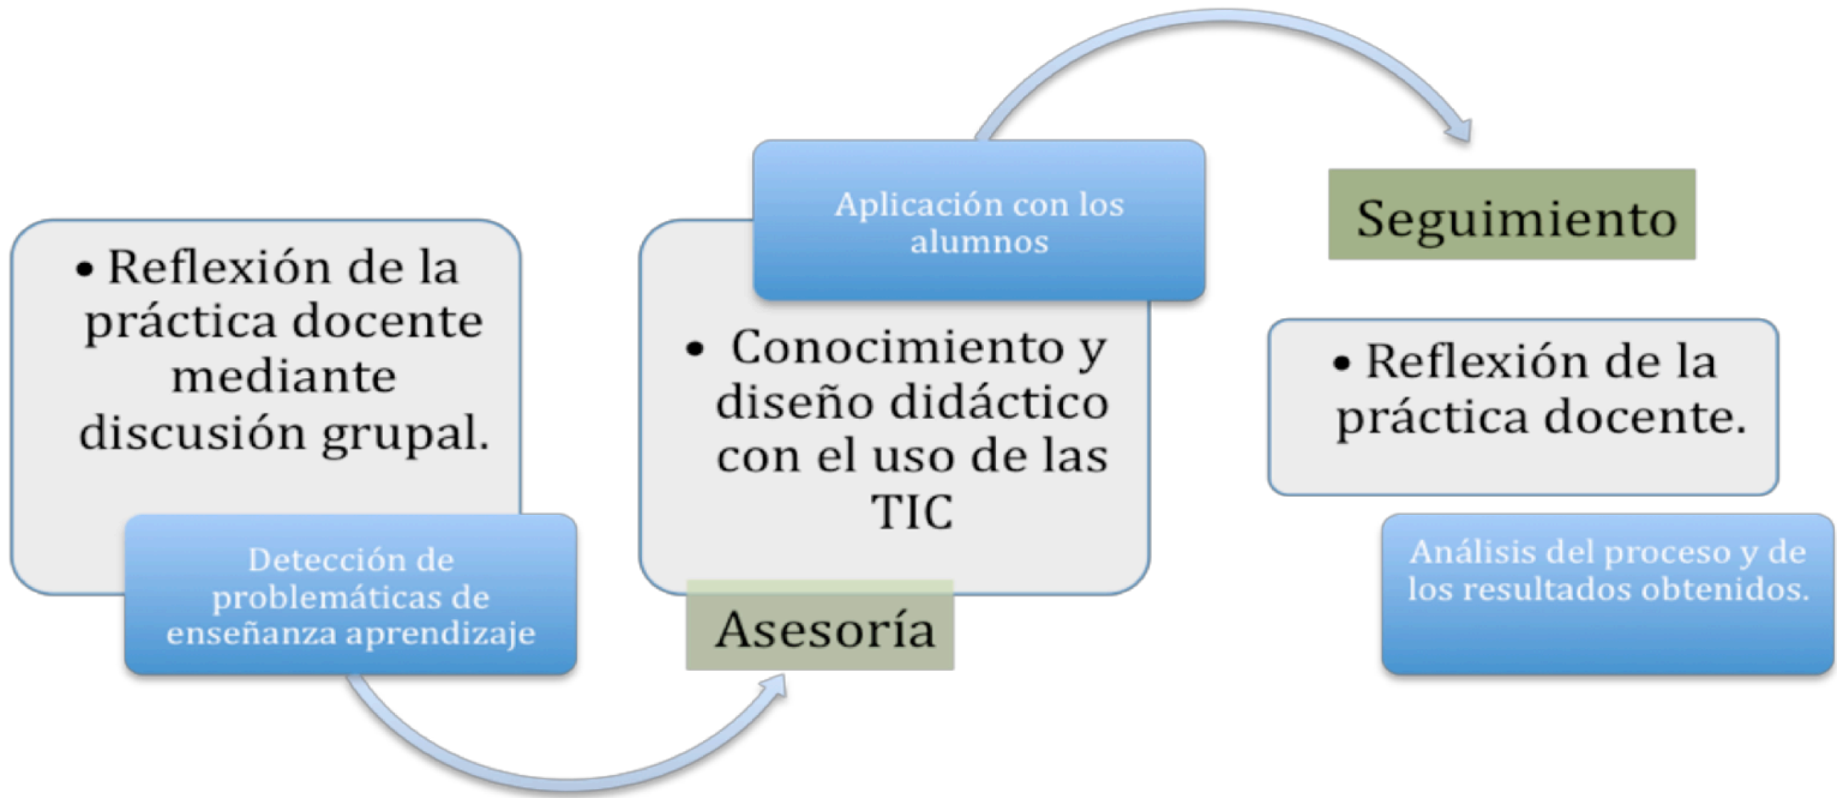 • Reflexión de la
práctica docente
mediante
discusión grupal.
Detección de
problemáticas de
enseñanza aprendizaje
Aplicación con los
alumnos
• Conocimiento y
diseño didáctico
con el uso de las
TIC
Asesoría
Seguimiento
• Reflexión de la
práctica docente.
Análisis del proceso y de
los resultados obtenidos.